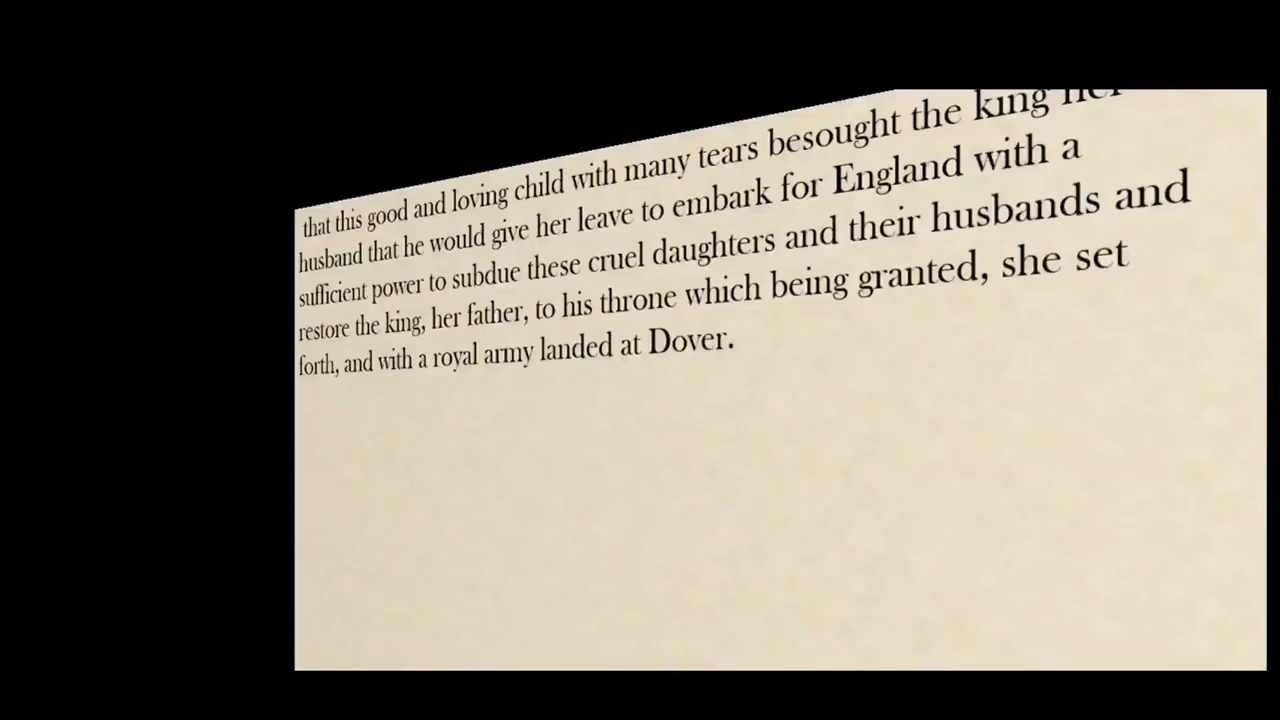 that this good and loving child with many tears besought the king her
husband that he would give her leave to embark for England with a
sufficient power to subdue these cruel daughters and their husbands and
restore the king, her father, to his throne which being granted, she set
forth, and with a royal army landed at Dover.